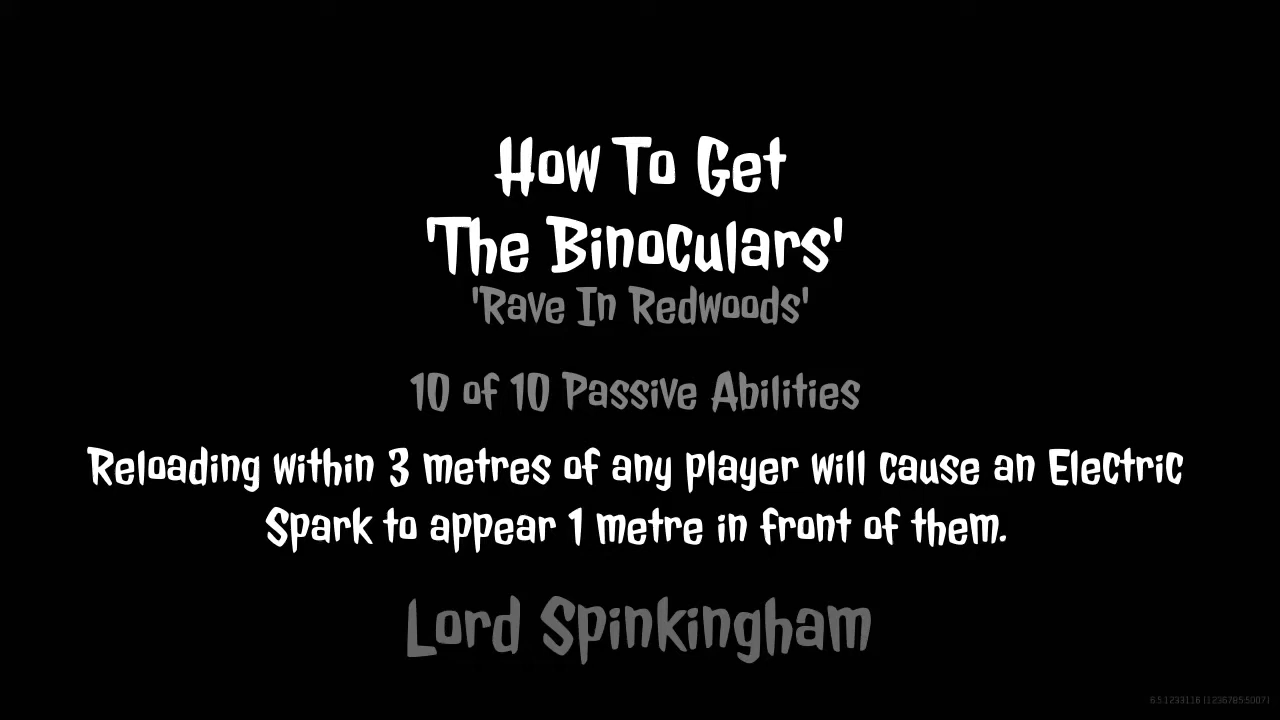 How To Get
'The Binoculars'
'Rave In Redwoods'
10 of 10 Passive Abilities
Reloading within 3 metres of any player will cause an Electric
Spark to appear 1 metre in front of them.
Lord Spinkingham